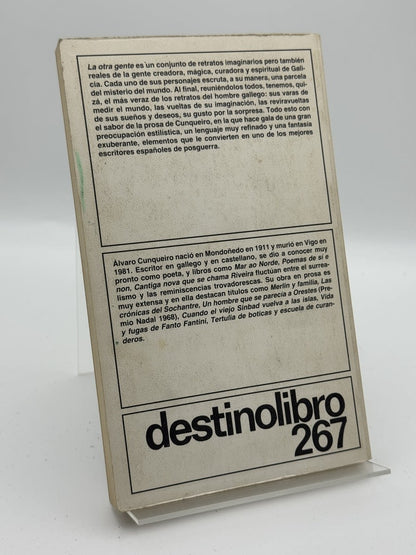 La otra gente es un conjunto de retratos imaginarios pero también
reales de la gente creadora, mágica, curadora y espiritual de Gali-
cia. Cada uno de sus personajes escruta, a su manera, una parcela
del misterio del mundo. Al final, reuniéndolos todos, tenemos, qui-
zá, el más veraz de los retratos del hombre gallego: sus varas de
medir el mundo, las vueltas de su imaginación, las reviravueltas
de sus sueños y deseos, su gusto por la sorpresa. Todo esto con
el sabor de la prosa de Cunqueiro, en la que hace gala de una gran
preocupación estilística, un lenguaje muy refinado y una fantasía
exuberante, elementos que le convierten en uno de los mejores
escritores españoles de posguerra.
Álvaro Cunqueiro nació en Mondoñedo en 1911 y murió en Vigo en
1981. Escritor en gallego y en castellano, se dio a conocer muy
pronto como poeta, y libros como Mar ao Norde, Poemas de si e
non, Cantiga nova que se chama Riveira fluctúan entre el surrea-
lismo y las reminiscencias trovadorescas. Su obra en prosa es
muy extensa y en ella destacan títulos como Merlín y familia, Las
crónicas del Sochantre, Un hombre que se parecía a Orestes (Pre-
mio Nadal 1968), Cuando el viejo Sinbad vuelva a las islas, Vida
y fugas de Fanto Fantini, Tertulia de boticas y escuela de curan-
deros.
destinolibro
267